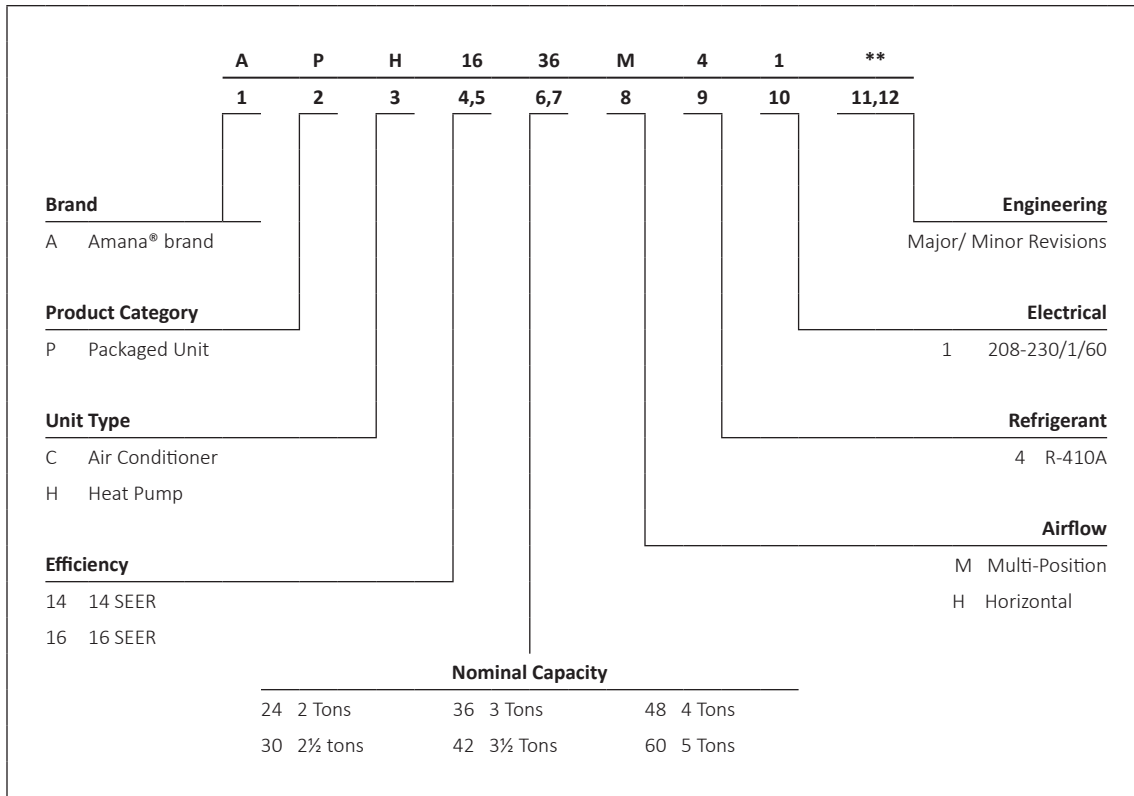 A P H 16 36 M 4 1 **
1 2 3 4,5 6,7 8 9 10 11,12
Brand
A Amana® brand
Product Category
P Packaged Unit
Unit Type
C Air Conditioner
H Heat Pump
Efficiency
14 14 SEER
16 16 SEER
Engineering
Major/ Minor Revisions
Electrical
1 208-230/1/60
Refrigerant
4 R-410A
Airflow
M Multi-Position
H Horizontal
Nominal Capacity
24 2 Tons 36 3 Tons 48 4 Tons
30 2½ tons 42 3½ Tons 60 5 Tons